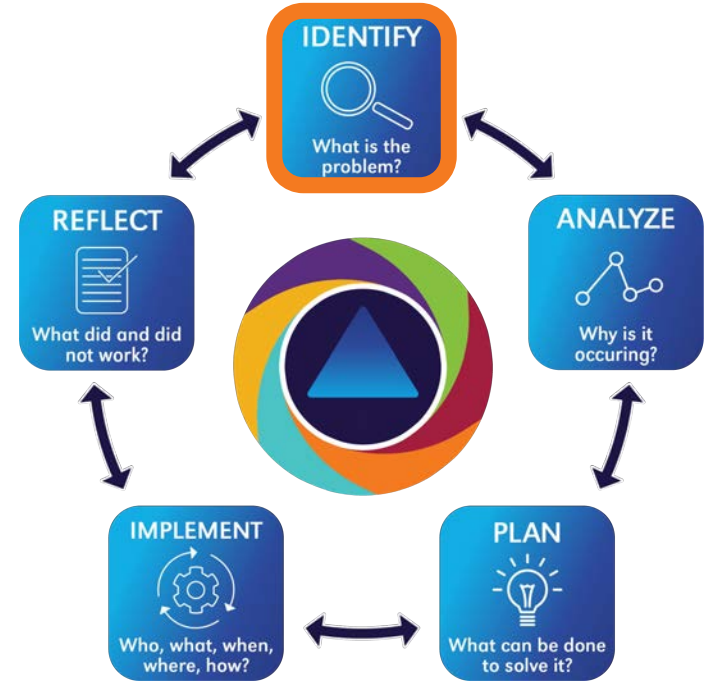 IDENTIFY
What is the
problem?
ANALYZE
Why is it
occuring?
PLAN
What can be done
to solve it?
IMPLEMENT
Who, what, when,
where, how?
REFLECT
What did and did
not work?